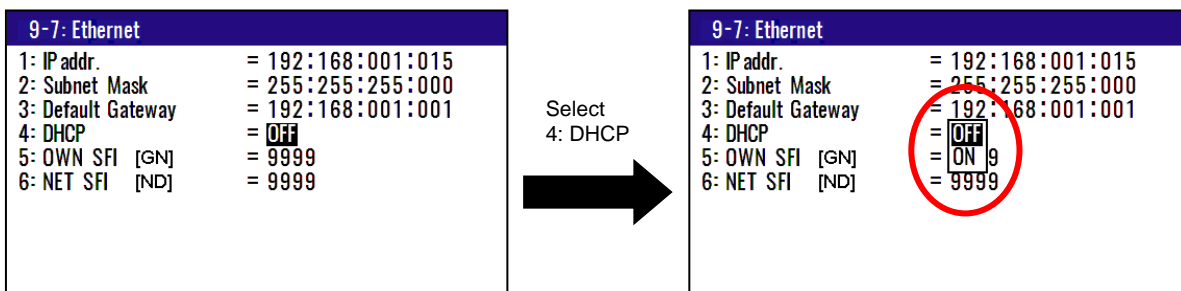 9-7: Ethernet
1: IP addr. = 192:168:001:015
2: Subnet Mask = 255:255:255:000
3: Default Gateway = 192:168:001:001
4: DHCP = OFF
5: OWN SFI [GN] = 9999
6: NET SFI [ND] = 9999
Select
4: DHCP
9-7: Ethernet
1: IP addr. = 192:168:001:015
2: Subnet Mask = 255:255:255:000
3: Default Gateway = 192:168:001:001
4: DHCP = OFF
5: OWN SFI [GN] = ON 9
6: NET SFI [ND] = 9999